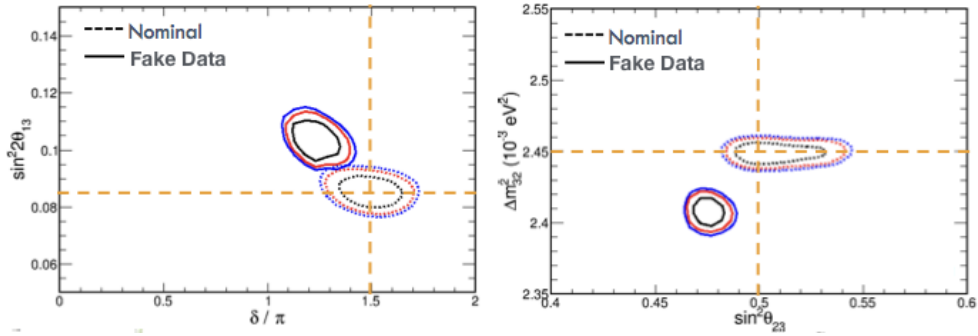 0.14
Nominal
Fake Data
0.12
0.1
0.08
0.06
sin²2θ₁₃
0
0.5
1
1.5
2
δ / π
2.55
Nominal
Fake Data
2.5
2.45
2.4
Δm²₃₂ (10⁻³ eV²)
0.4
0.45
0.5
0.55
0.6
sin²θ₂₃